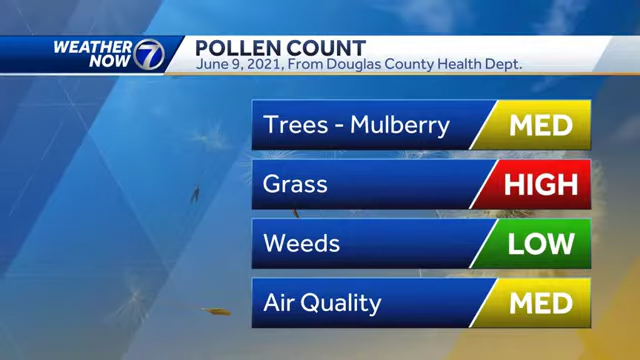 WEATHER
NOW 7
POLLEN COUNT
June 9, 2021, From Douglas County Health Dept.
Trees - Mulberry MED
Grass HIGH
Weeds LOW
Air Quality MED